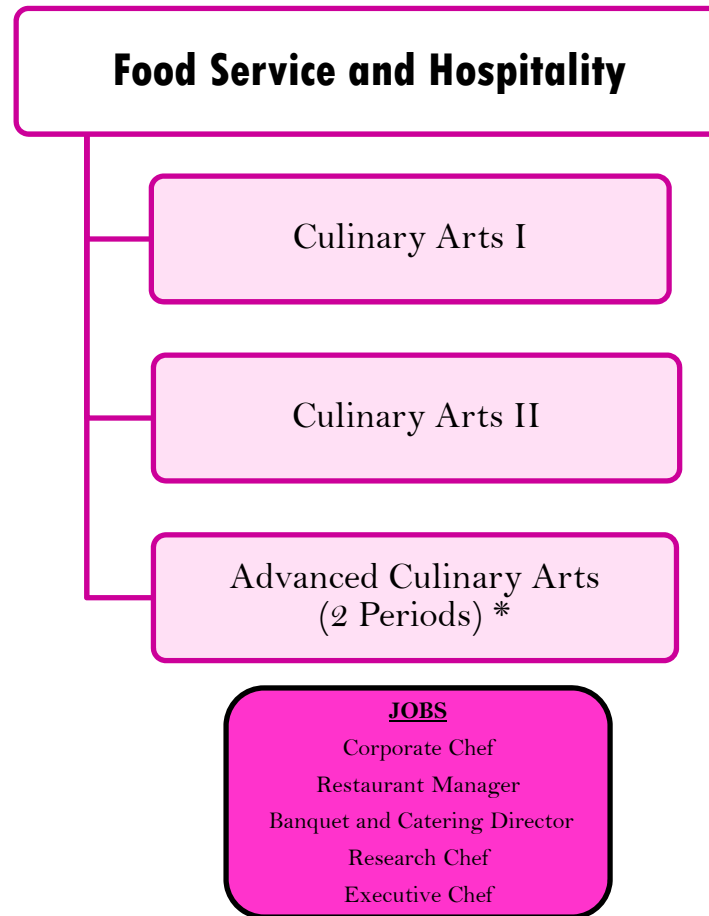 Food Service and Hospitality
Culinary Arts I
Culinary Arts II
Advanced Culinary Arts
(2 Periods) *
JOBS
Corporate Chef
Restaurant Manager
Banquet and Catering Director
Research Chef
Executive Chef